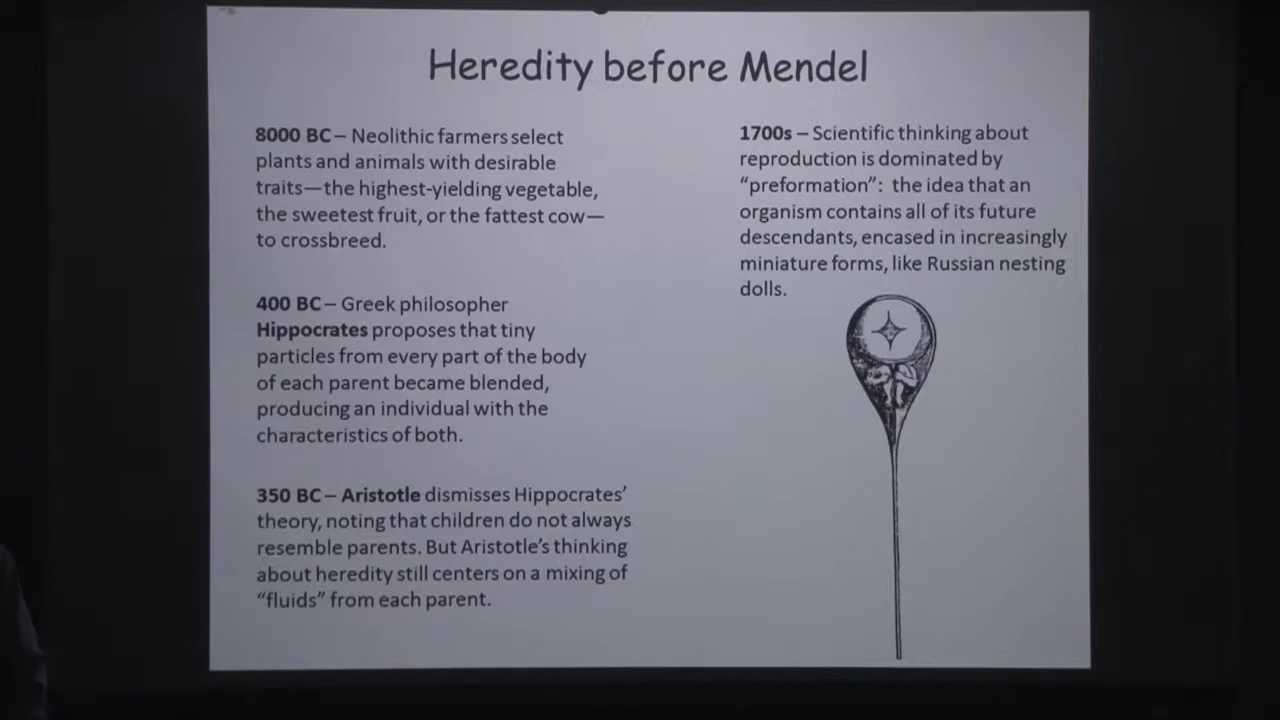 Heredity before Mendel
8000 BC – Neolithic farmers select
plants and animals with desirable
traits—the highest-yielding vegetable,
the sweetest fruit, or the fattest cow—
to crossbreed.
400 BC – Greek philosopher
Hippocrates proposes that tiny
particles from every part of the body
of each parent became blended,
producing an individual with the
characteristics of both.
350 BC – Aristotle dismisses Hippocrates'
theory, noting that children do not always
resemble parents. But Aristotle's thinking
about heredity still centers on a mixing of
"fluids" from each parent.
1700s – Scientific thinking about
reproduction is dominated by
"preformation": the idea that an
organism contains all of its future
descendants, encased in increasingly
miniature forms, like Russian nesting
dolls.